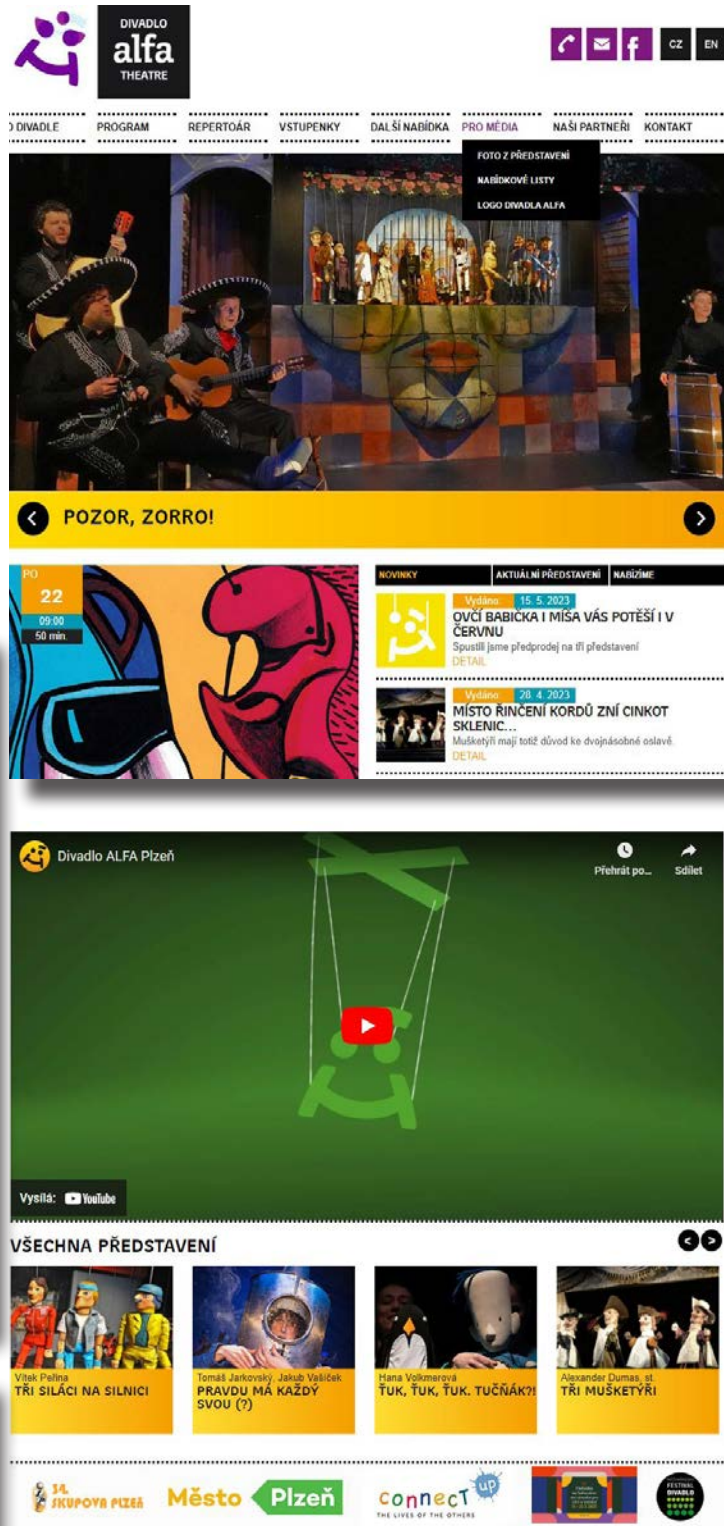 DIVADLO
alfa
THEATRE
CZ EN
O DIVADLE PROGRAM REPERTOÁR VSTUPENKY DALŠÍ NABÍDKA PRO MÉDIA NAŠI PARTNEŘI KONTAKT
FOTO Z PŘEDSTAVENÍ
NABÍDKOVÉ LISTY
LOGO DIVADLA ALFA
POZOR, ZORRO!
PO
22
09:00
50 min.
NOVINKY AKTUÁLNÍ PŘEDSTAVENÍ NABÍZÍME
Vydáno: 15. 5. 2023
OVČÍ BABIČKA I MÍŠA VÁS POTĚŠÍ I V
ČERVNU
Spustili jsme předprodej na tři představení
DETAIL
Vydáno: 28. 4. 2023
MÍSTO ŘINČENÍ KORDŮ ZNÍ CINKOT
SKLENIC...
Mušketýři mají totiž důvod ke dvojnásobné oslavě.
DETAIL
Divadlo ALFA Plzeň
Přehrát po... Sdílet
Vysílá: YouTube
VŠECHNA PŘEDSTAVENÍ
Vítek Peřina
TŘI SILÁCI NA SILNICI
Tomáš Jarkovský, Jakub Vašíček
PRAVDU MÁ KAŽDÝ
SVOU (?)
Hana Volkmerová
ŤUK, ŤUK, ŤUK. TUČŇÁK?!
Alexander Dumas, st.
TŘI MUŠKETÝŘI
34.
SKUPOVA PLZEŇ
Město Plzeň
connecT up
THE LIVES OF THE OTHERS
FESTIVAL
DIVADLO